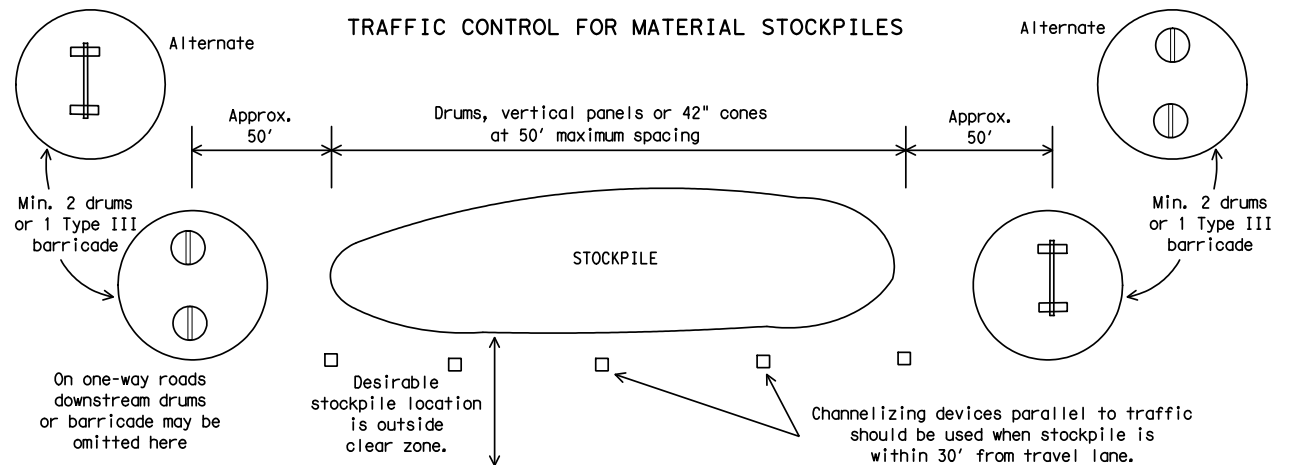 TRAFFIC CONTROL FOR MATERIAL STOCKPILES
Alternate
Alternate
Approx.
50'
Drums, vertical panels or 42" cones
at 50' maximum spacing
Approx.
50'
Min. 2 drums
or 1 Type III
barricade
Min. 2 drums
or 1 Type III
barricade
STOCKPILE
On one-way roads
downstream drums
or barricade may be
omitted here
Desirable
stockpile location
is outside
clear zone.
Channelizing devices parallel to traffic
should be used when stockpile is
within 30' from travel lane.